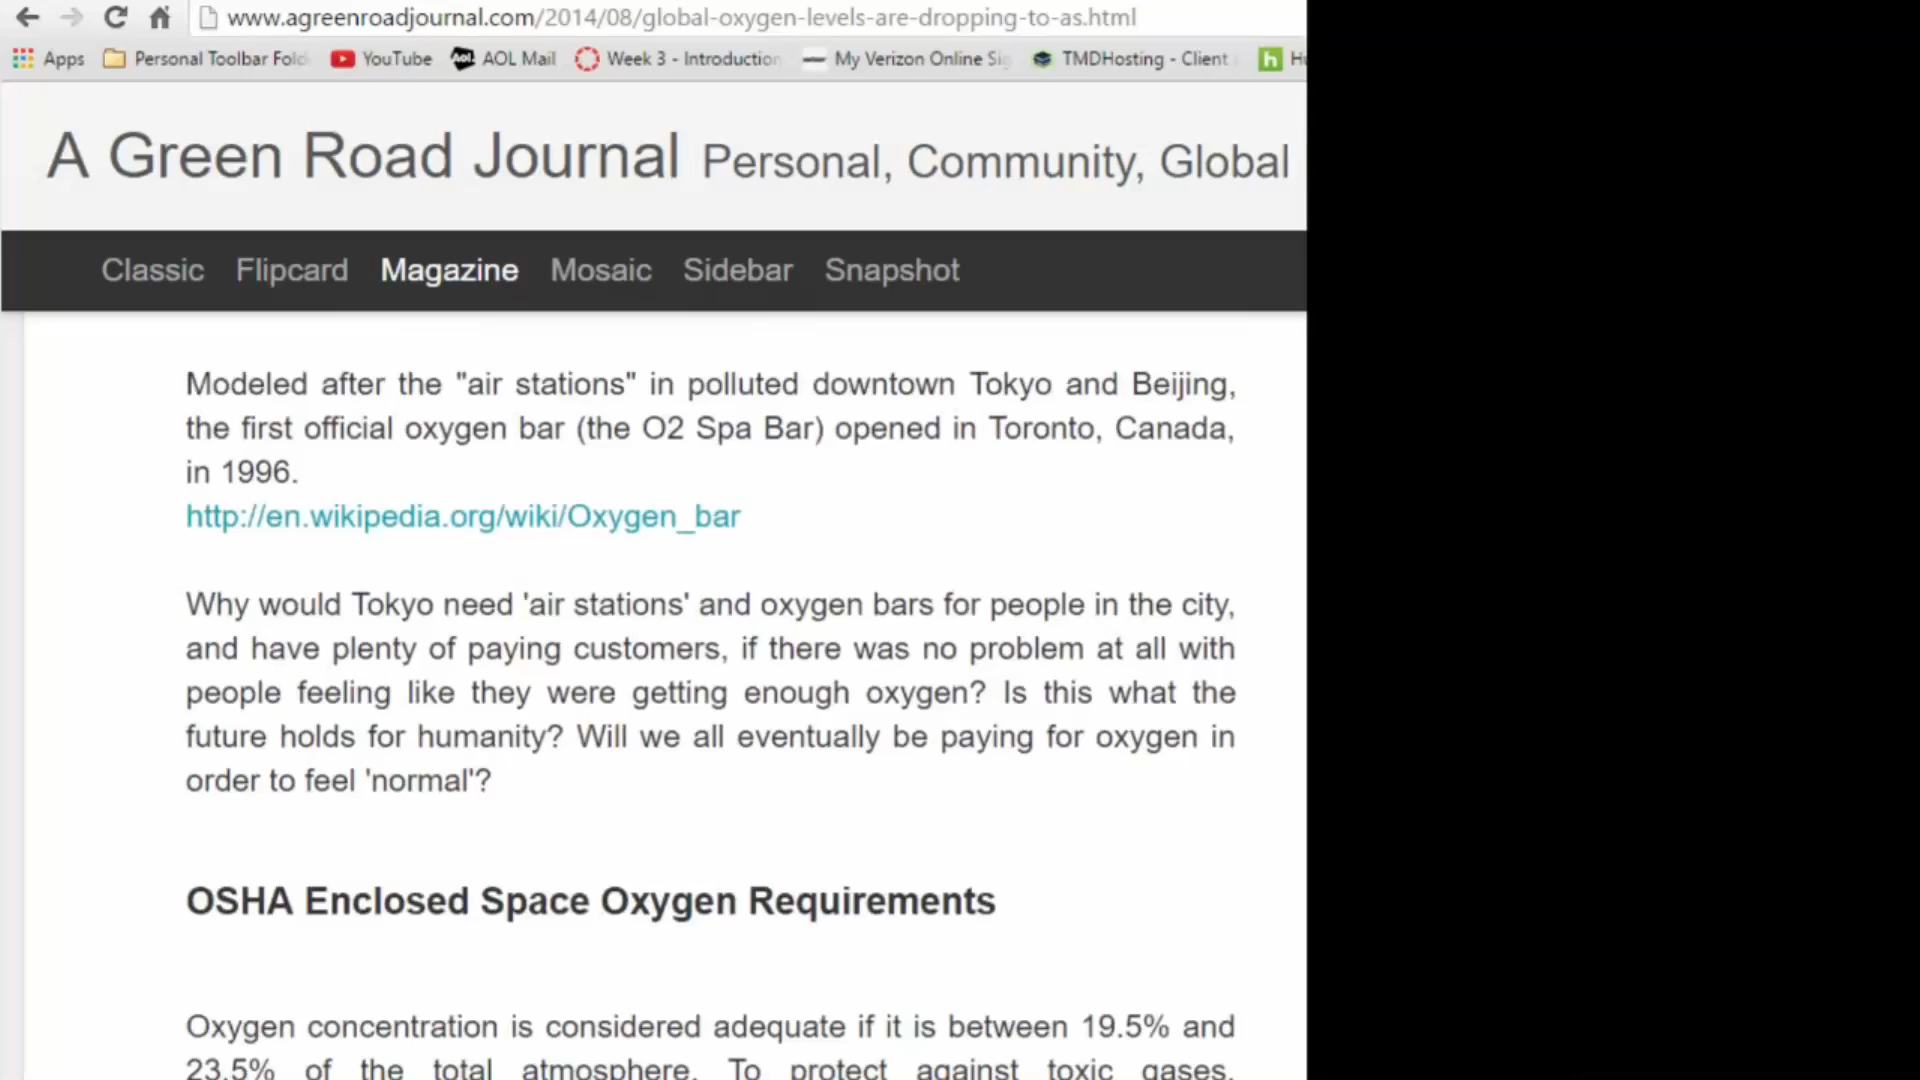 www.agreenroadjournal.com/2014/08/global-oxygen-levels-are-dropping-to-as.html
Apps Personal Toolbar Fold YouTube Aol. AOL Mail Week 3 - Introduction My Verizon Online Sig TMDHosting - Client h
A Green Road Journal Personal, Community, Global
Classic Flipcard Magazine Mosaic Sidebar Snapshot
Modeled after the "air stations" in polluted downtown Tokyo and Beijing,
the first official oxygen bar (the O2 Spa Bar) opened in Toronto, Canada,
in 1996.
http://en.wikipedia.org/wiki/Oxygen_bar
Why would Tokyo need 'air stations' and oxygen bars for people in the city,
and have plenty of paying customers, if there was no problem at all with
people feeling like they were getting enough oxygen? Is this what the
future holds for humanity? Will we all eventually be paying for oxygen in
order to feel 'normal'?
OSHA Enclosed Space Oxygen Requirements
Oxygen concentration is considered adequate if it is between 19.5% and
23.5% of the total atmosphere. To protect against toxic gases,